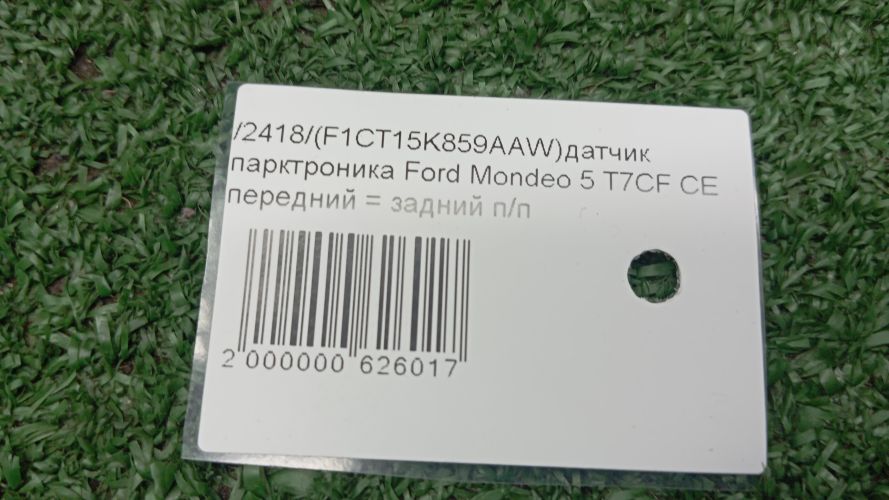 /2418/(F1CT15K859AAW)датчик
парктроника Ford Mondeo 5 T7CF CE
передний = задний п/п
2 000000 626017